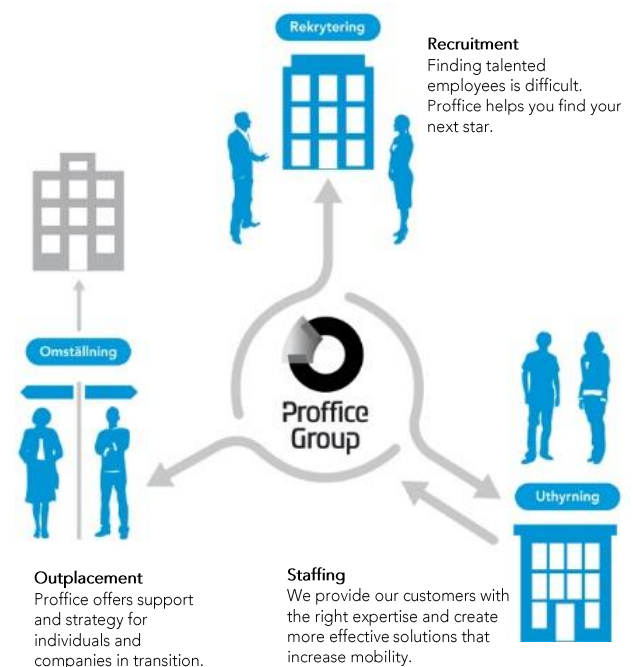 Rekrytering
Recruitment
Finding talented
employees is difficult.
Proffice helps you find your
next star.
Omställning
Proffice
Group
Uthyrning
Outplacement
Proffice offers support
and strategy for
individuals and
companies in transition.
Staffing
We provide our customers with
the right expertise and create
more effective solutions that
increase mobility.